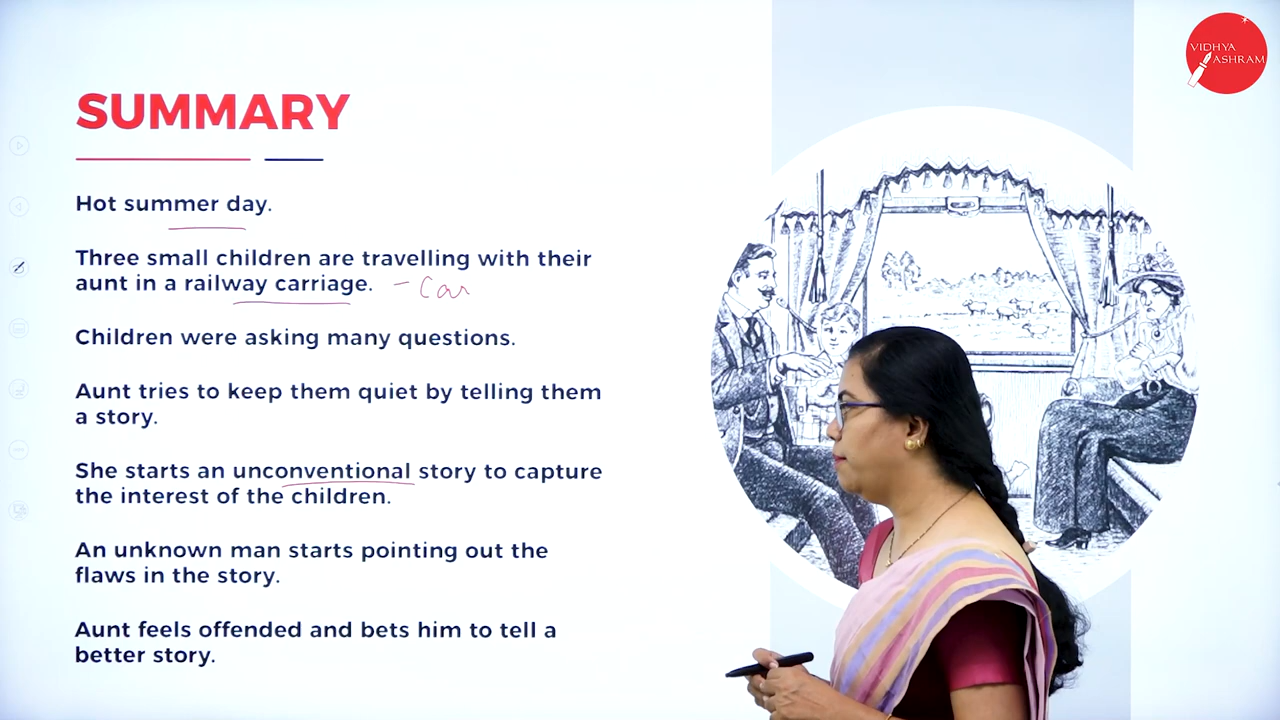 VIDHYA
ASHRAM
SUMMARY
Hot summer day.
Three small children are travelling with their
aunt in a railway carriage. - Car
Children were asking many questions.
Aunt tries to keep them quiet by telling them
a story.
She starts an unconventional story to capture
the interest of the children.
An unknown man starts pointing out the
flaws in the story.
Aunt feels offended and bets him to tell a
better story.